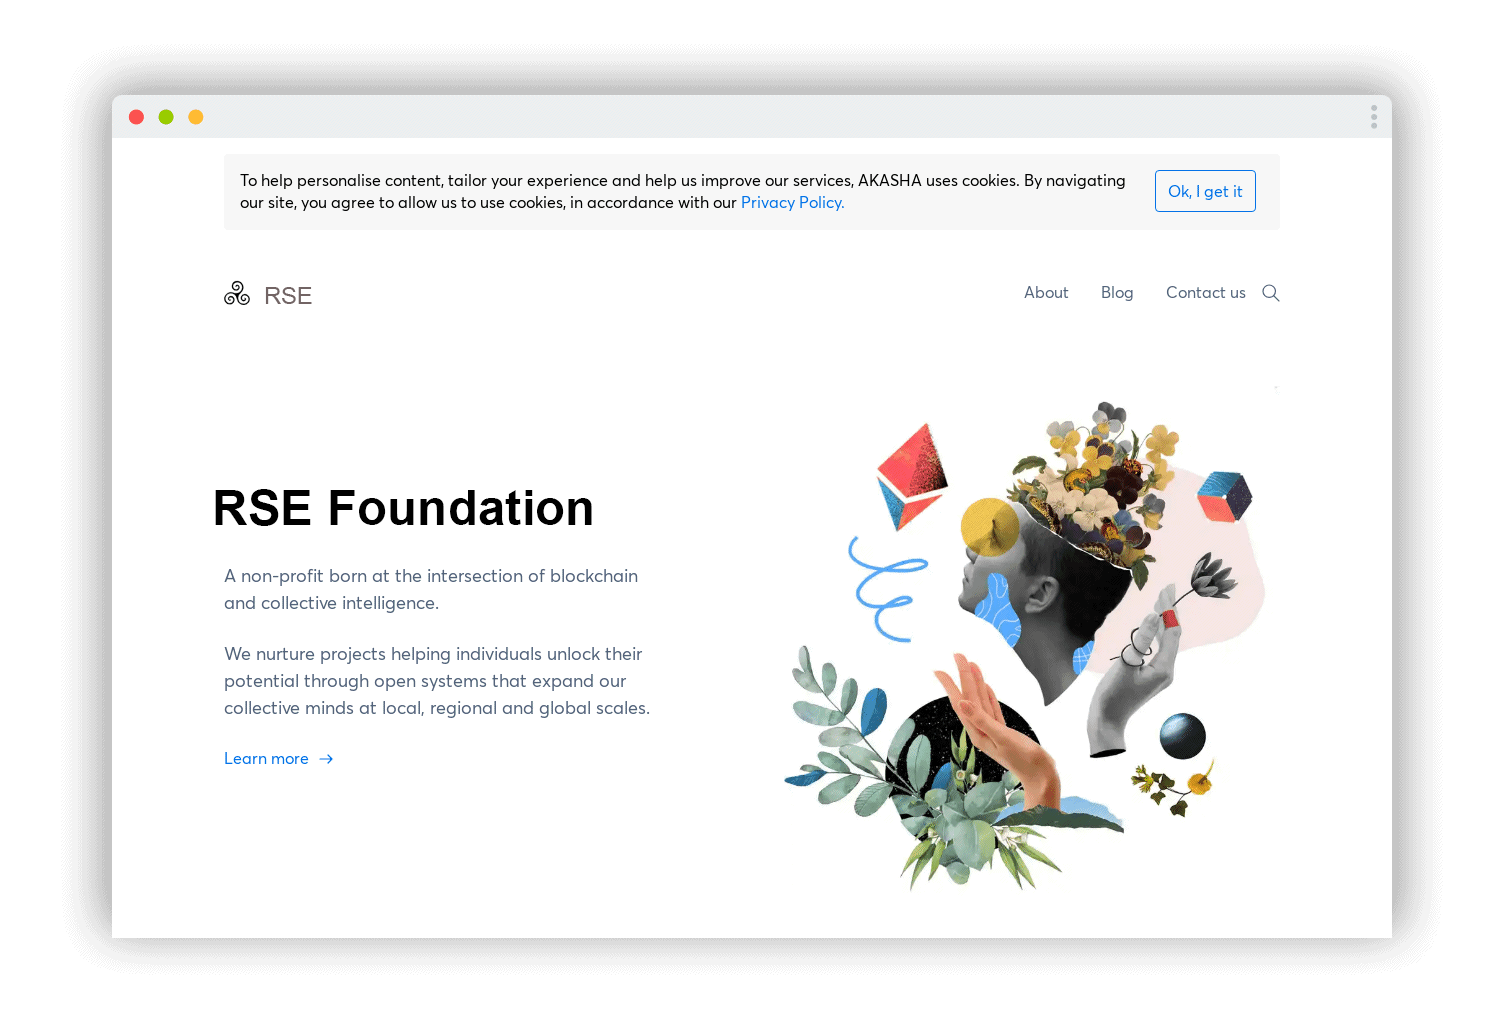 To help personalise content, tailor your experience and help us improve our services, AKASHA uses cookies. By navigating
our site, you agree to allow us to use cookies, in accordance with our Privacy Policy.
Ok, I get it
RSE
About
Blog
Contact us
RSE Foundation
A non-profit born at the intersection of blockchain
and collective intelligence.
We nurture projects helping individuals unlock their
potential through open systems that expand our
collective minds at local, regional and global scales.
Learn more →